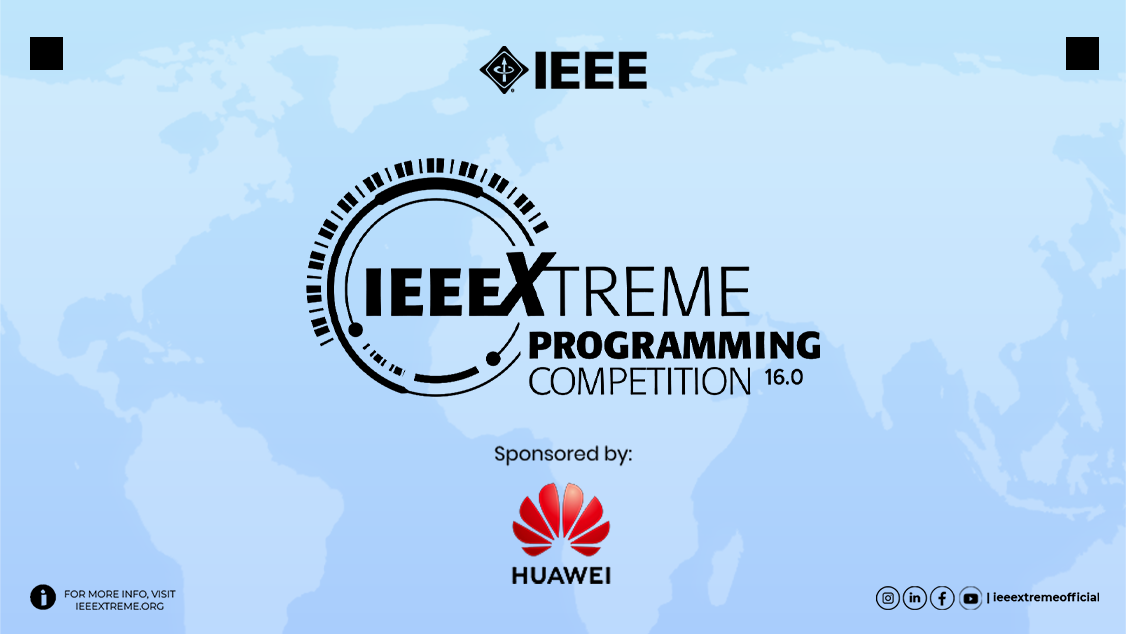 IEEE
IEEEXTREME
PROGRAMMING
COMPETITION 16.0
Sponsored by:
HUAWEI
FOR MORE INFO, VISIT
IEEEXTREME.ORG
| ieeextremeofficial